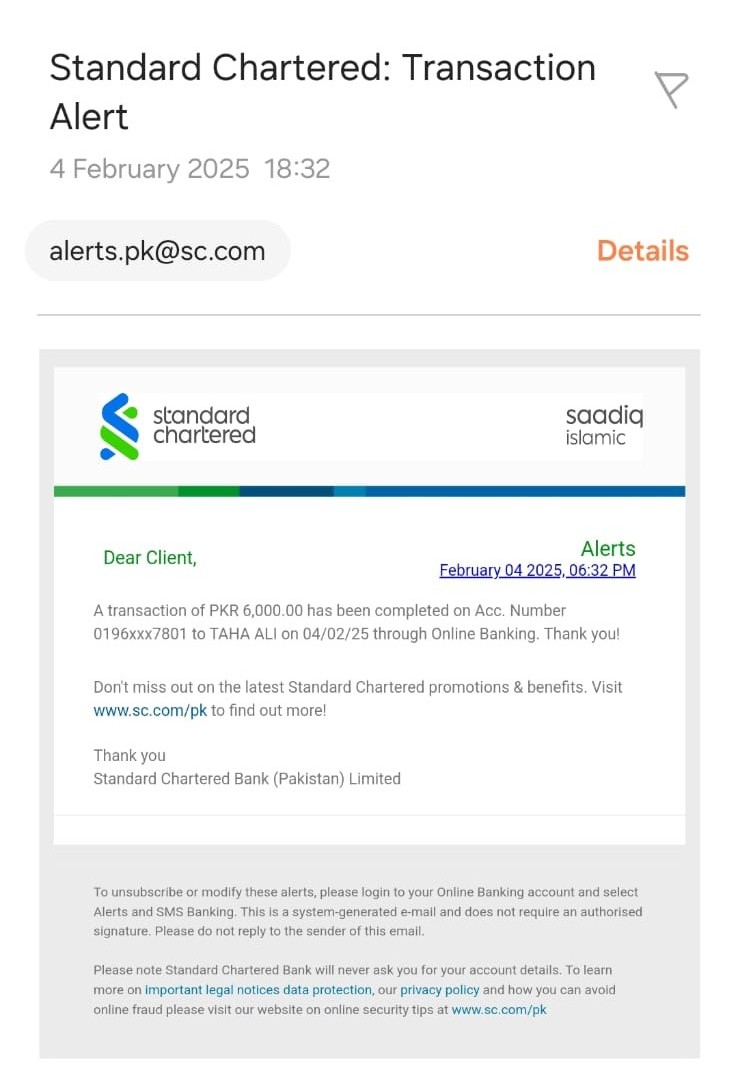 Standard Chartered: Transaction
Alert
4 February 2025 18:32
alerts.pk@sc.com
Details
standard
chartered
saadiq
islamic
Alerts
Dear Client,
February 04 2025, 06:32 PM
A transaction of PKR 6,000.00 has been completed on Acc. Number
0196xxx7801 to TAHA ALI on 04/02/25 through Online Banking. Thank you!
Don't miss out on the latest Standard Chartered promotions & benefits. Visit
www.sc.com/pk to find out more!
Thank you
Standard Chartered Bank (Pakistan) Limited
To unsubscribe or modify these alerts, please login to your Online Banking account and select
Alerts and SMS Banking. This is a system-generated e-mail and does not require an authorised
signature. Please do not reply to the sender of this email.
Please note Standard Chartered Bank will never ask you for your account details. To learn
more on important legal notices data protection, our privacy policy and how you can avoid
online fraud please visit our website on online security tips at www.sc.com/pk